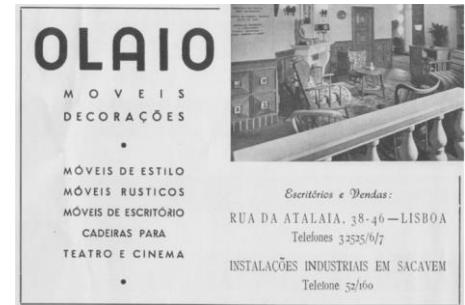 OLAIO
MOVEIS
DECORAÇÕES
•
MÓVEIS DE ESTILO
MÓVEIS RUSTICOS
MÓVEIS DE ESCRITÓRIO
CADEIRAS PARA
TEATRO E CINEMA
•
Escritórios e Vendas:
RUA DA ATALAIA, 38-46 — LISBOA
Telefones 32525/6/7
INSTALAÇÕES INDUSTRIAIS EM SACAVEM
Telefone 52/160